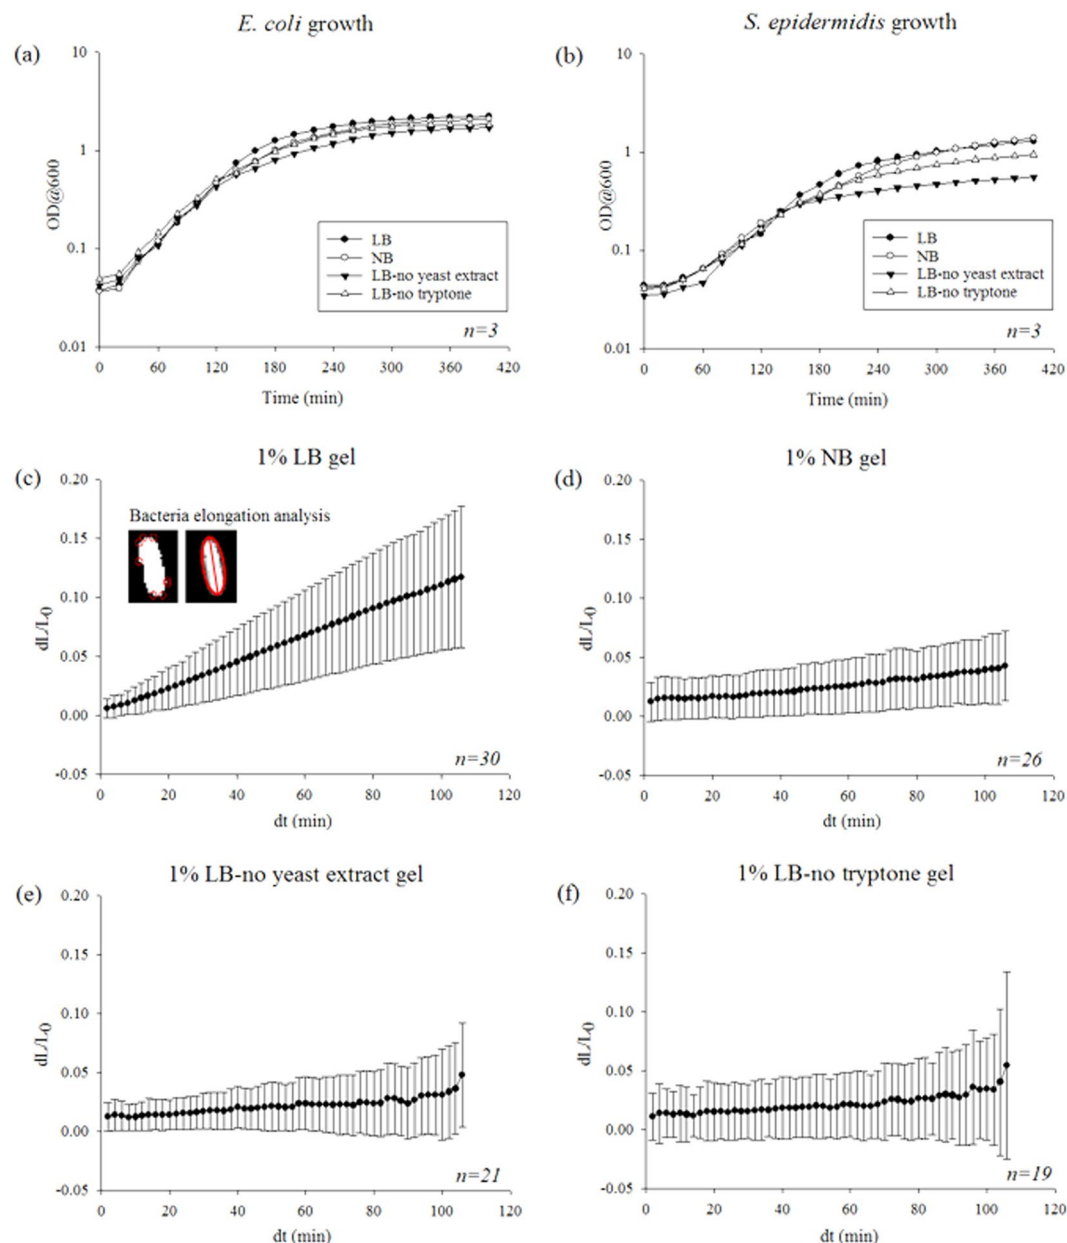 E. coli growth
S. epidermidis growth
(a)
10
1
0.1
0.01
OD@600
LB
NB
LB-no yeast extract
LB-no tryptone
n=3
0 60 120 180 240 300 360 420
Time (min)
(b)
10
1
0.1
0.01
OD@600
LB
NB
LB-no yeast extract
LB-no tryptone
n=3
0 60 120 180 240 300 360 420
Time (min)
(c)
1% LB gel
0.20
0.15
0.10
0.05
0.00
-0.05
dL/L0
Bacteria elongation analysis
n=30
0 20 40 60 80 100 120
dt (min)
(d)
1% NB gel
0.20
0.15
0.10
0.05
0.00
-0.05
dL/L0
n=26
0 20 40 60 80 100 120
dt (min)
(e)
1% LB-no yeast extract gel
0.20
0.15
0.10
0.05
0.00
-0.05
dL/L0
n=21
0 20 40 60 80 100 120
dt (min)
(f)
1% LB-no tryptone gel
0.20
0.15
0.10
0.05
0.00
-0.05
dL/L0
n=19
0 20 40 60 80 100 120
dt (min)